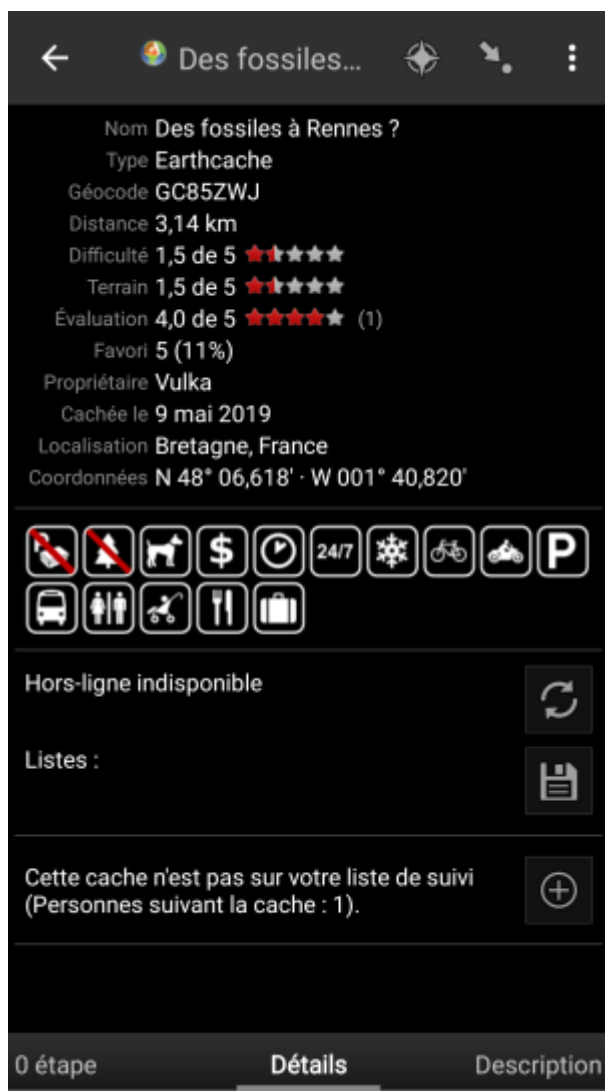 Des fossiles...
Nom Des fossiles à Rennes ?
Type Earthcache
Géocode GC85ZWJ
Distance 3,14 km
Difficulté 1,5 de 5
Terrain 1,5 de 5
Évaluation 4,0 de 5 (1)
Favori 5 (11%)
Propriétaire Vulka
Cachée le 9 mai 2019
Localisation Bretagne, France
Coordonnées N 48° 06,618' · W 001° 40,820'
$ 24/7 P
Hors-ligne indisponible
Listes :
Cette cache n'est pas sur votre liste de suivi
(Personnes suivant la cache : 1).
0 étape Détails Description